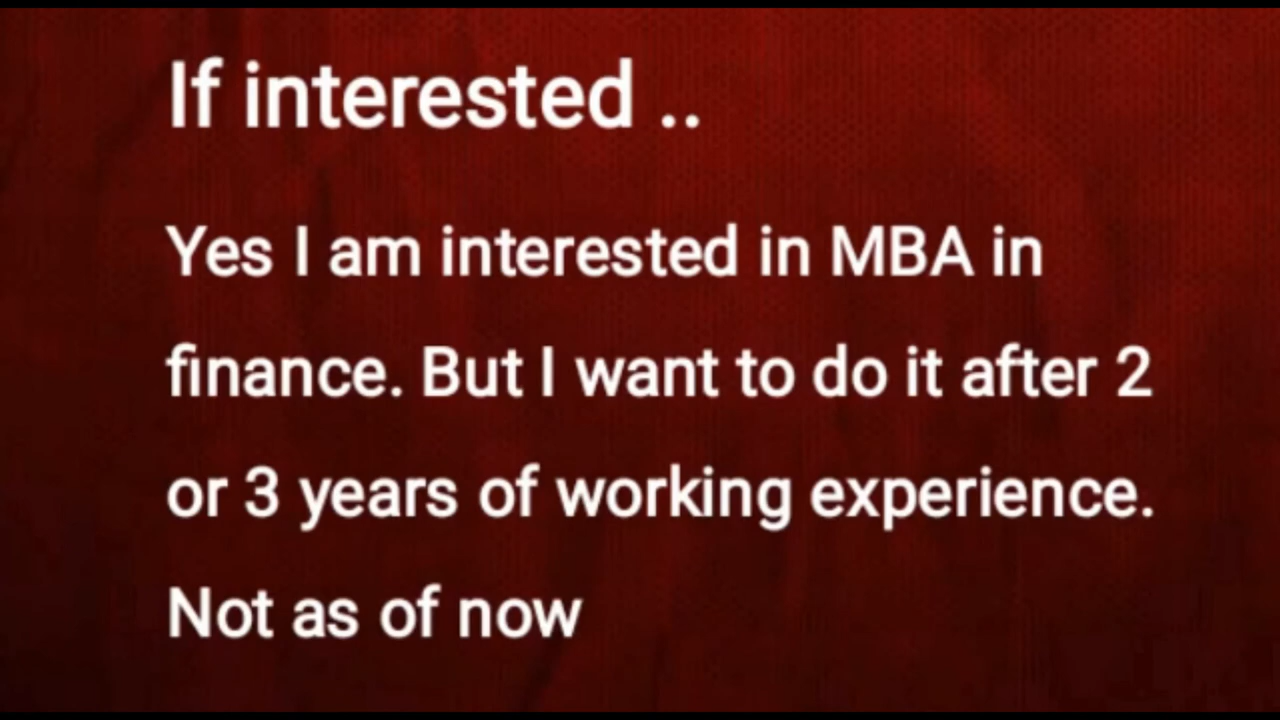 If interested ..
Yes I am interested in MBA in
finance. But I want to do it after 2
or 3 years of working experience.
Not as of now